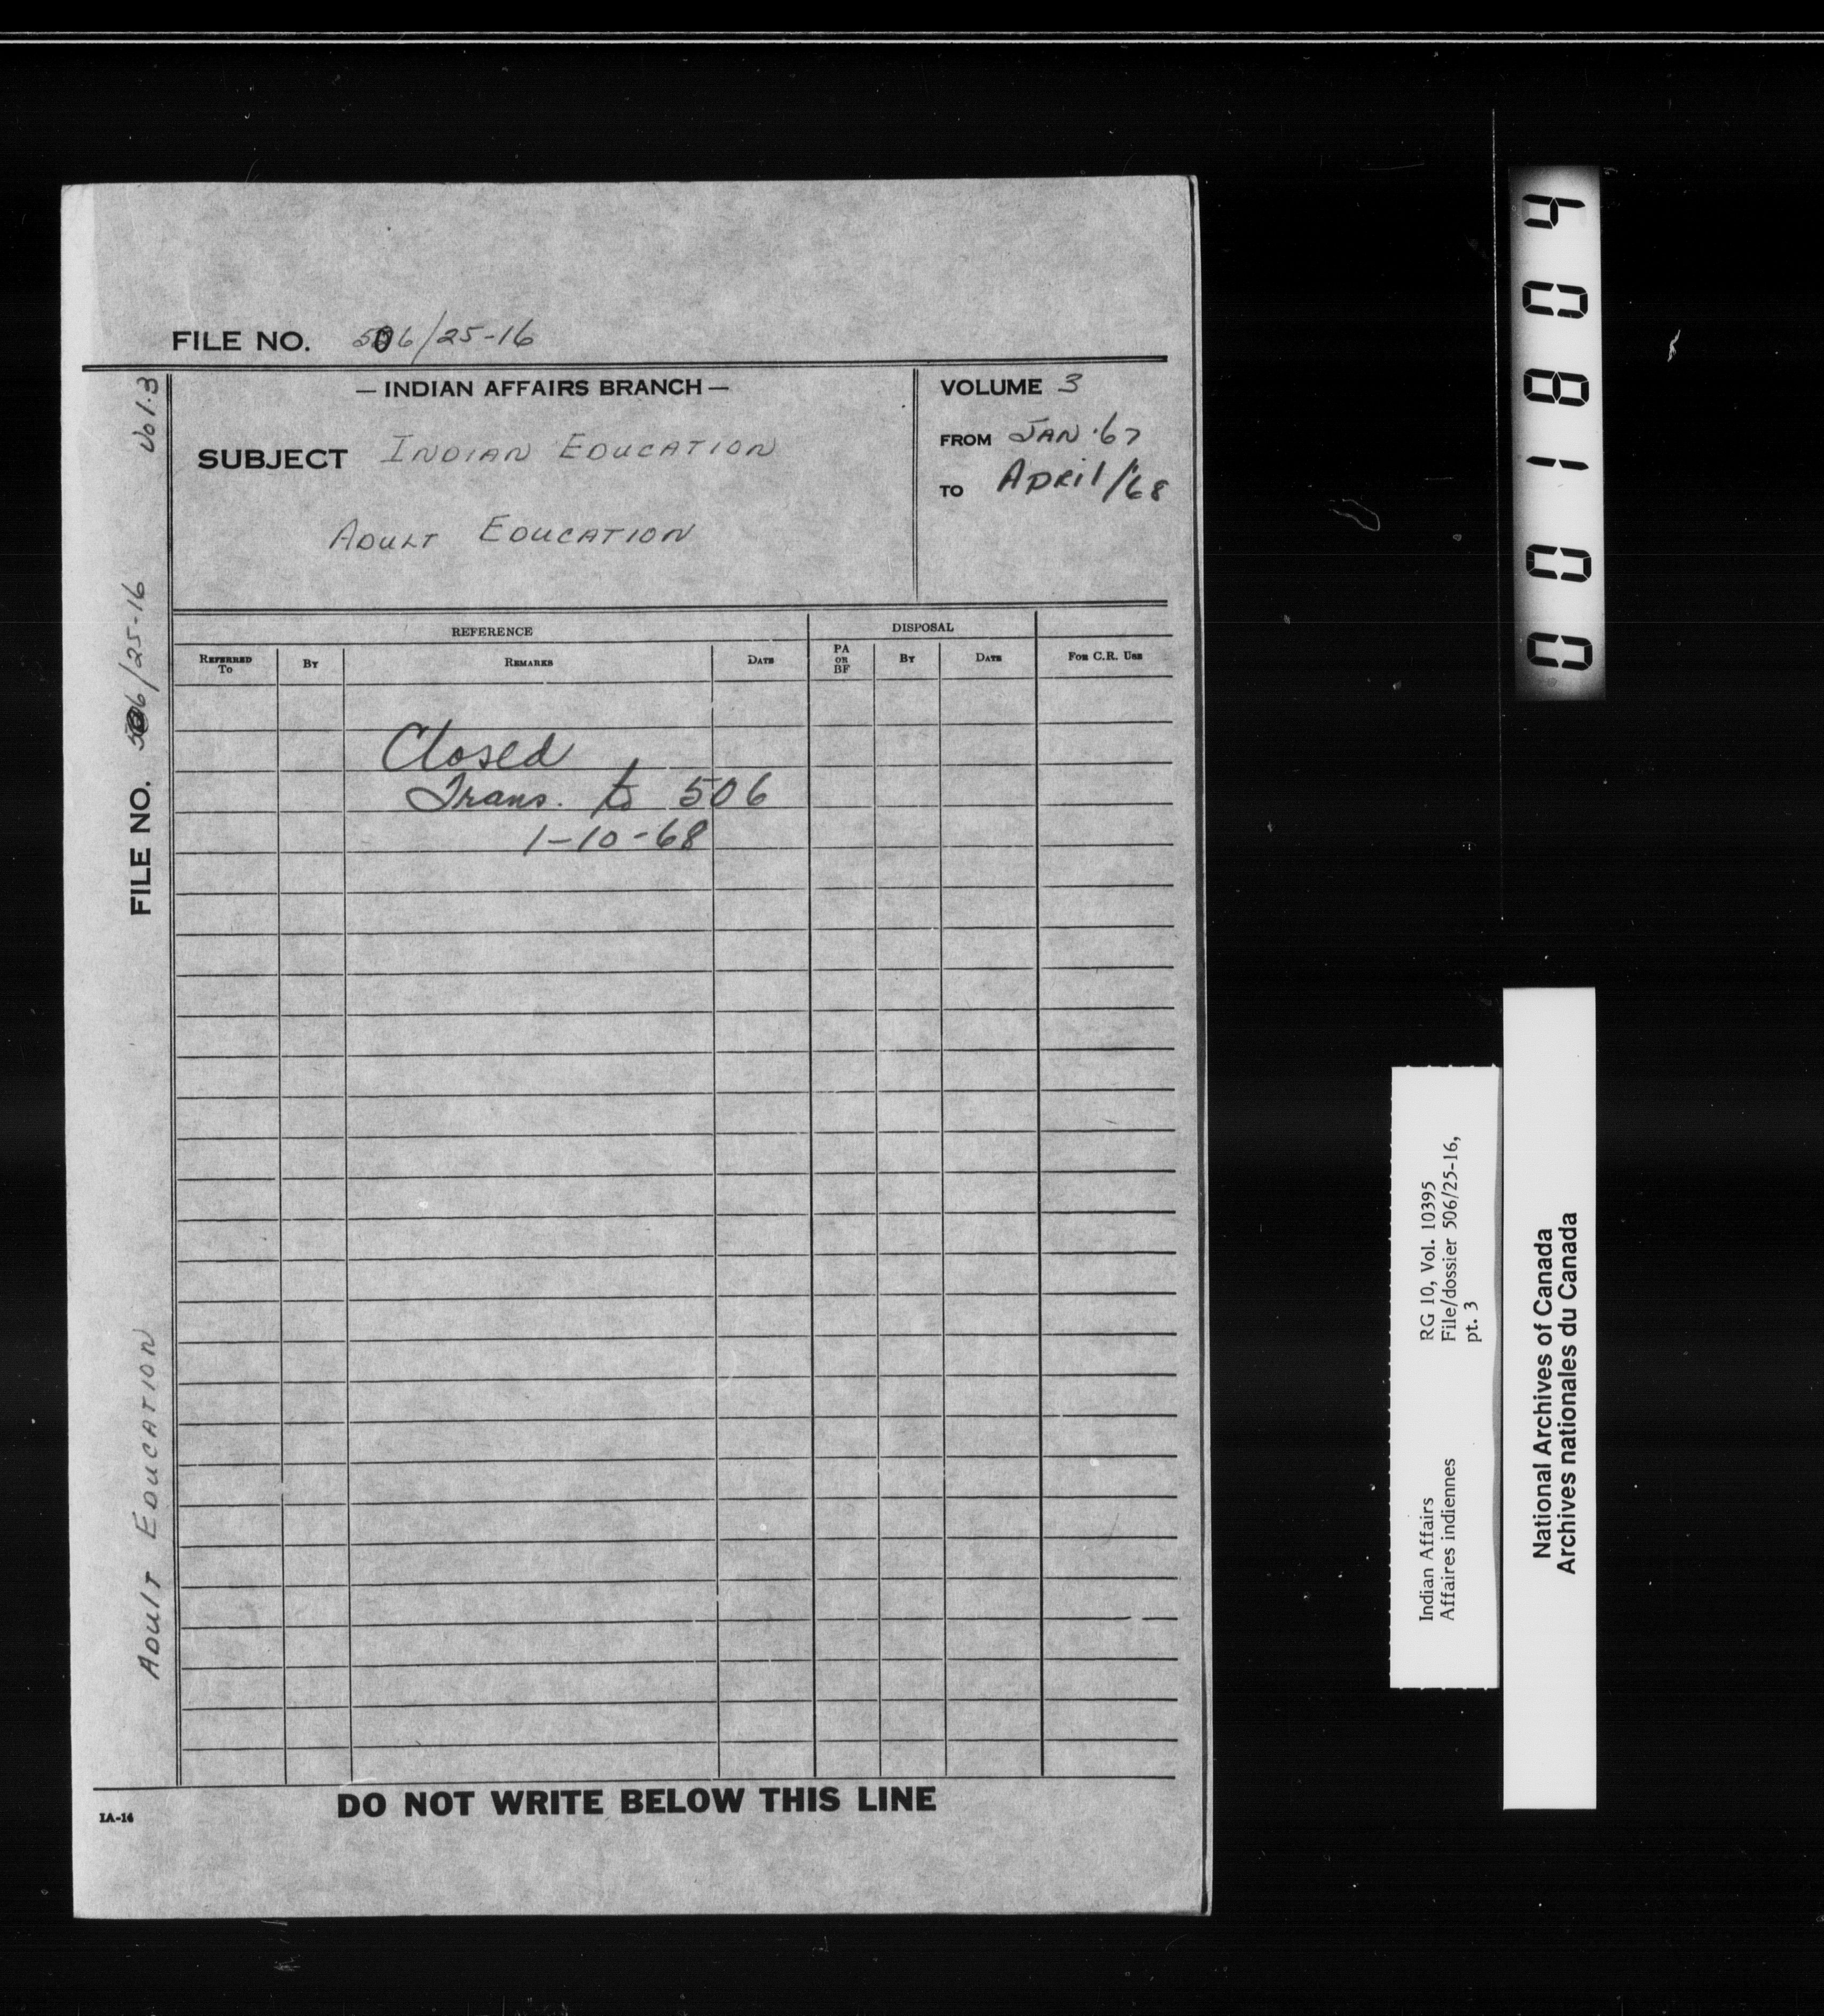 FILE NO. 506/25-16
— INDIAN AFFAIRS BRANCH —
SUBJECT INDIAN EDUCATION
ADULT EDUCATION
VOLUME 3
FROM JAN '67
TO APRil/'68
REFERENCE
DISPOSAL
REFERRED TO
BY
REMARKS
DATE
PA OR BF
BY
DATE
FOR C.R. USE
Closed
Trans. to 506
1-10-68
DO NOT WRITE BELOW THIS LINE
IA-14
ADULT EDUCATION
FILE NO. 506/25-16
Vol.3
001804
Indian Affairs
Affaires indiennes
RG 10, Vol. 10395
File/dossier 506/25-16,
pt. 3
National Archives of Canada
Archives nationales du Canada